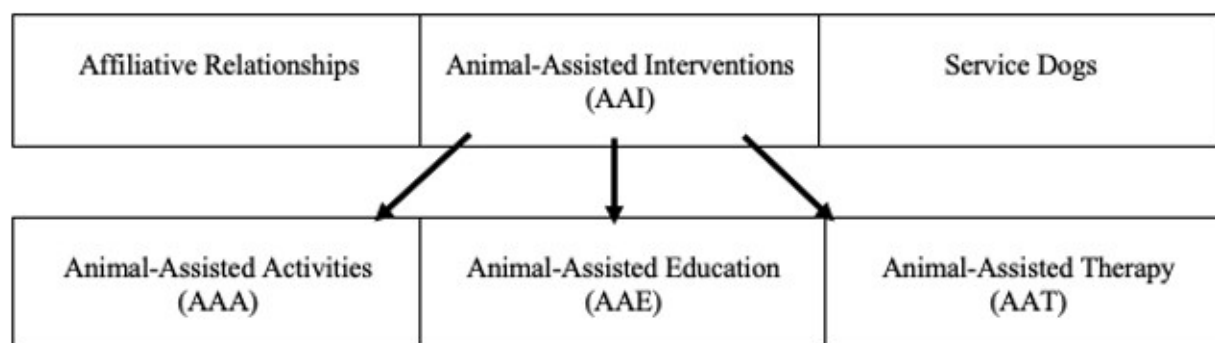 Affiliative Relationships
Animal-Assisted Interventions
(AAI)
Service Dogs
Animal-Assisted Activities
(AAA)
Animal-Assisted Education
(AAE)
Animal-Assisted Therapy
(AAT)